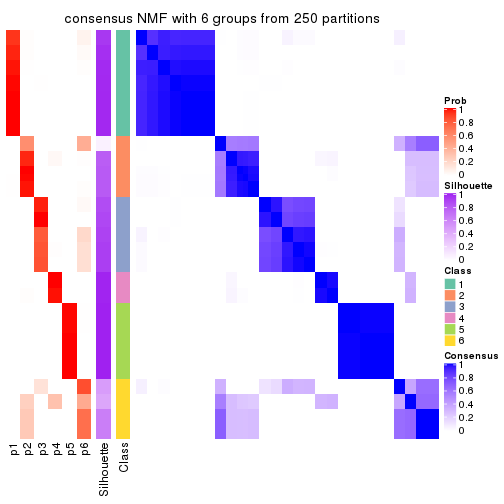 consensus NMF with 6 groups from 250 partitions
Prob
1
0.8
0.6
0.4
0.2
0
Silhouette
1
0.8
0.6
0.4
0.2
0
Class
1
2
3
4
5
6
Consensus
1
0.8
0.6
0.4
0.2
0
p1
p2
p3
p4
p5
p6
Silhouette
Class